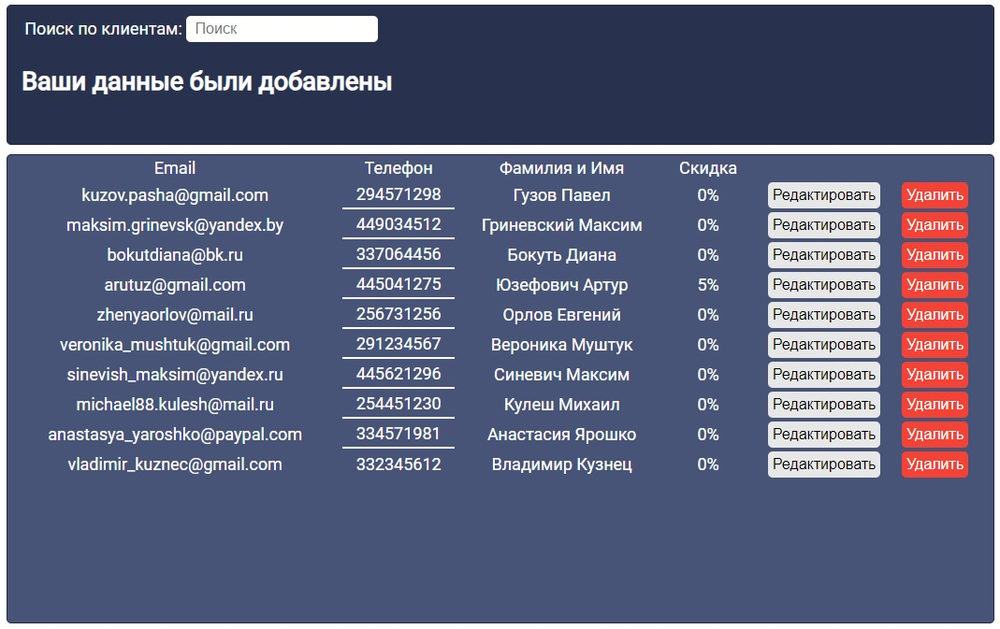 Поиск по клиентам: Поиск
Ваши данные были добавлены
Email Телефон Фамилия и Имя Скидка
kuzov.pasha@gmail.com 294571298 Гузов Павел 0% Редактировать Удалить
maksim.grinevsk@yandex.by 449034512 Гриневский Максим 0% Редактировать Удалить
bokutdiana@bk.ru 337064456 Бокуть Диана 0% Редактировать Удалить
arutuz@gmail.com 445041275 Юзефович Артур 5% Редактировать Удалить
zhenyaorlov@mail.ru 256731256 Орлов Евгений 0% Редактировать Удалить
veronika_mushtuk@gmail.com 291234567 Вероника Муштук 0% Редактировать Удалить
sinevish_maksim@yandex.ru 445621296 Синевич Максим 0% Редактировать Удалить
michael88.kulesh@mail.ru 254451230 Кулеш Михаил 0% Редактировать Удалить
anastasya_yaroshko@paypal.com 334571981 Анастасия Ярошко 0% Редактировать Удалить
vladimir_kuznec@gmail.com 332345612 Владимир Кузнец 0% Редактировать Удалить